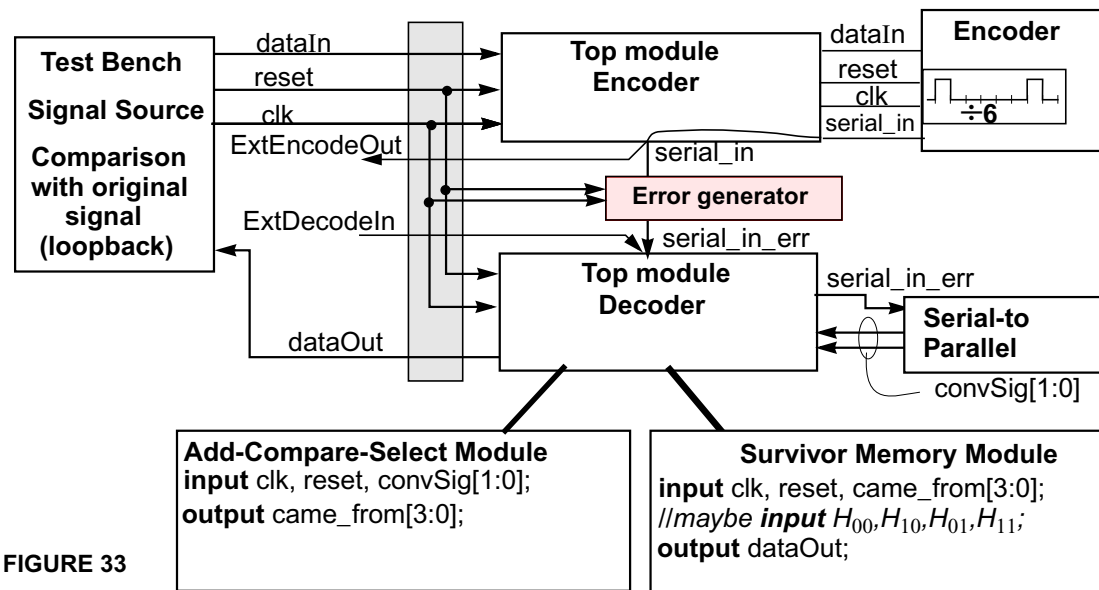 Test Bench
Signal Source
Comparison
with original
signal
(loopback)
dataIn
reset
clk
ExtEncodeOut
ExtDecodeIn
dataOut
Top module
Encoder
dataIn
reset
clk
serial_in
Encoder
÷6
serial_in
Error generator
serial_in_err
Top module
Decoder
serial_in_err
Serial-to
Parallel
convSig[1:0]
Add-Compare-Select Module
input clk, reset, convSig[1:0];
output came_from[3:0];
Survivor Memory Module
input clk, reset, came_from[3:0];
//maybe input H00,H10,H01,H11;
output dataOut;
FIGURE 33